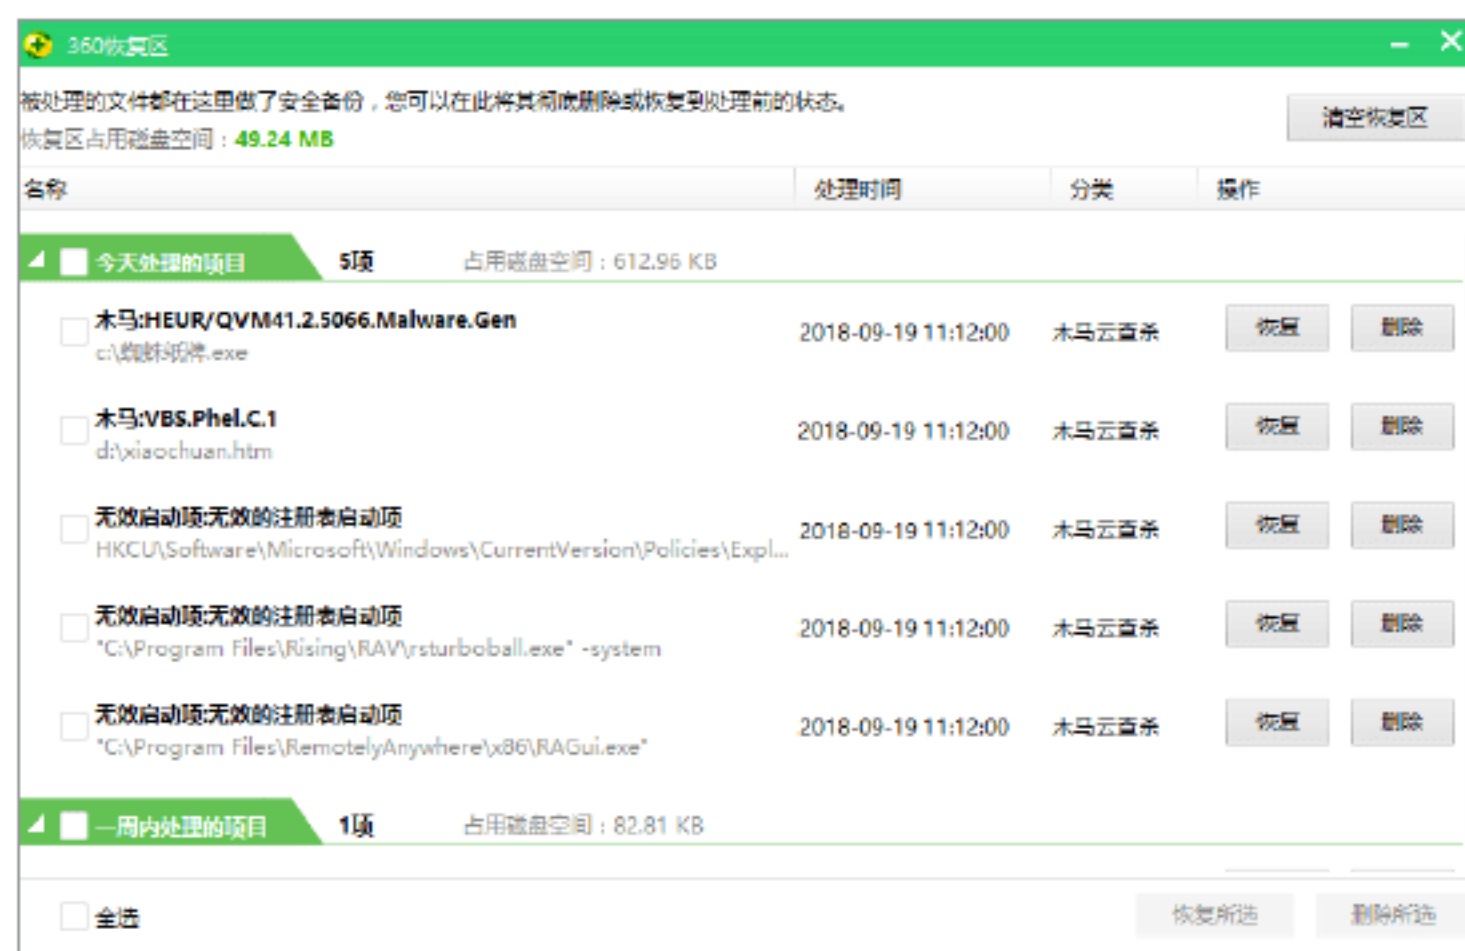 360恢复区
被处理的文件都在这里做了安全备份，您可以在此将其彻底删除或恢复到处理前的状态。
恢复区占用磁盘空间：49.24 MB
清空恢复区
名称 处理时间 分类 操作
今天处理的项目 5项 占用磁盘空间：612.96 KB
木马:HEUR/QVM41.2.5066.Malware.Gen
c:\蜘蛛纸牌.exe
2018-09-19 11:12:00 木马云查杀 恢复 删除
木马:VBS.Phel.C.1
d:\xiaochuan.htm
2018-09-19 11:12:00 木马云查杀 恢复 删除
无效启动项:无效的注册表启动项
HKCU\Software\Microsoft\Windows\CurrentVersion\Policies\Expl...
2018-09-19 11:12:00 木马云查杀 恢复 删除
无效启动项:无效的注册表启动项
"C:\Program Files\Rising\RAV\rsturboball.exe" -system
2018-09-19 11:12:00 木马云查杀 恢复 删除
无效启动项:无效的注册表启动项
"C:\Program Files\RemotelyAnywhere\x86\RAGui.exe"
2018-09-19 11:12:00 木马云查杀 恢复 删除
一周内处理的项目 1项 占用磁盘空间：82.81 KB
全选 恢复所选 删除所选